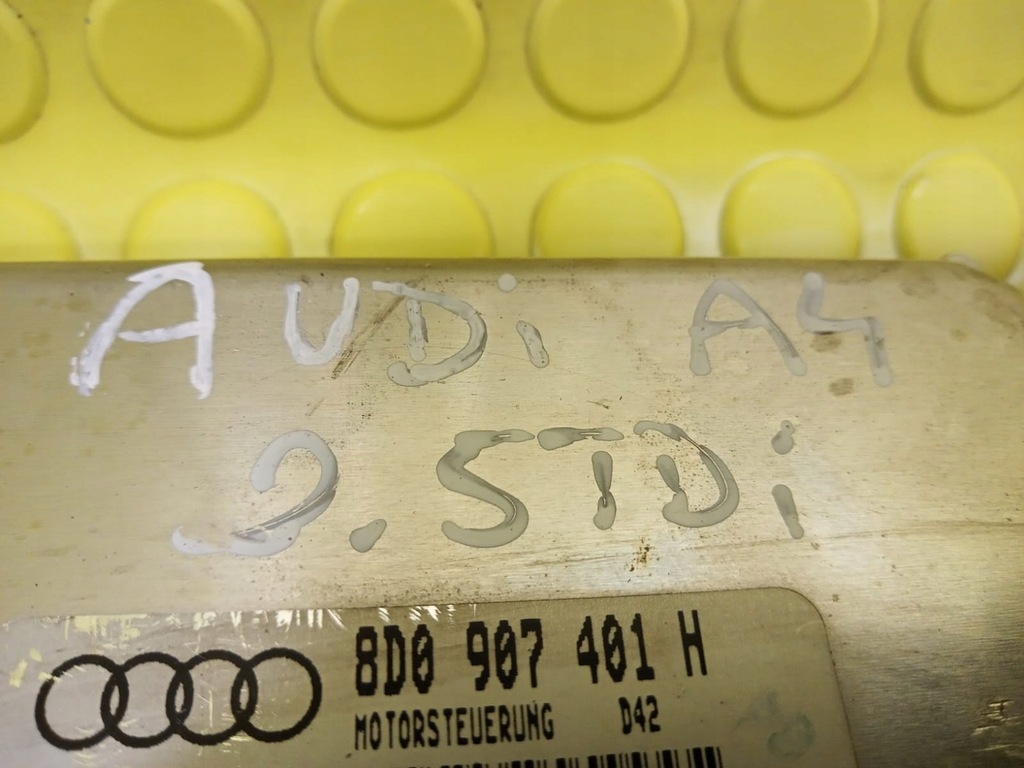 AUDi A4
2.5TDi
8D0 907 401 H
MOTORSTEUERUNG D42